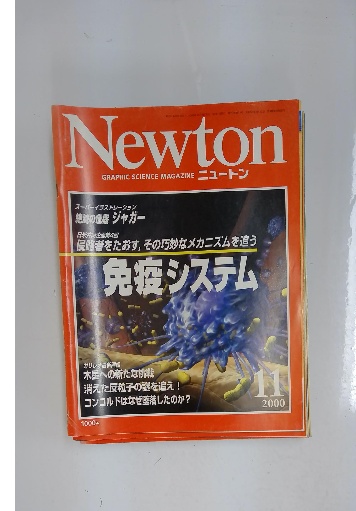 Newton
GRAPHIC SCIENCE MAGAZINE ニュートン
スーパーイラストレーション
ジャガー
侵略者をたおす,その巧妙なメカニズムを追う
免疫システム
木星への新たな挑戦
消えた反粒子の謎を追え!
コンコルドはなぜ墜落したのか?
11
2000
1000